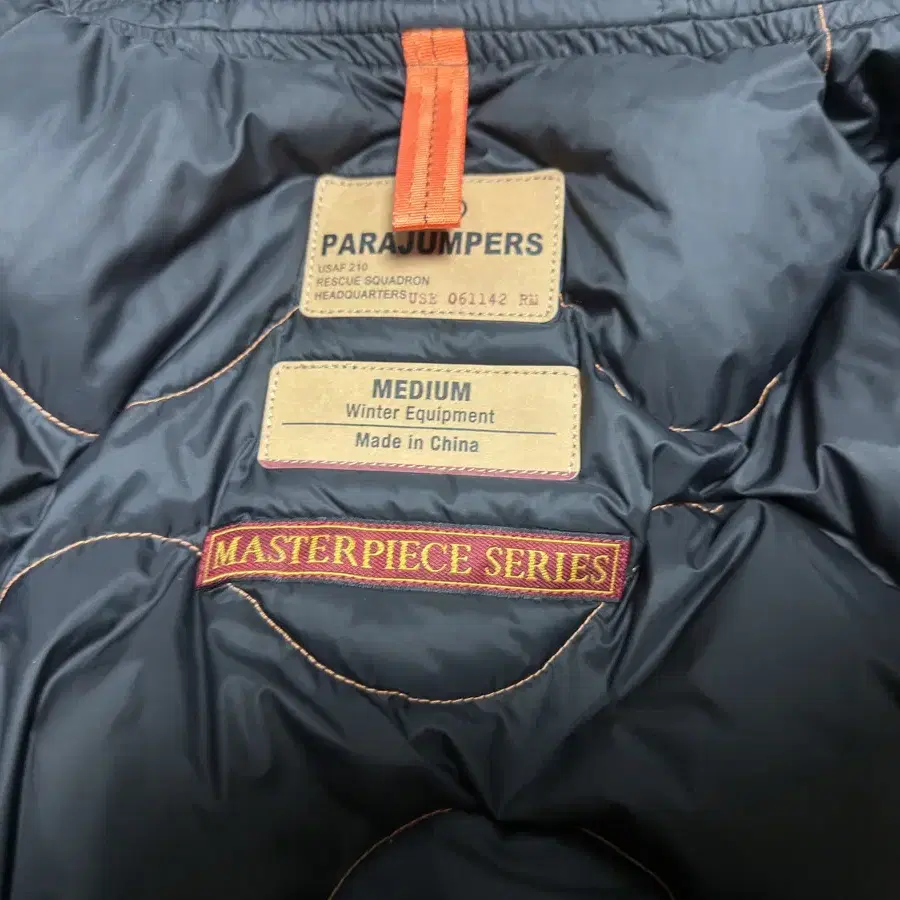 PARAJUMPERS
USAF 210
RESCUE SQUADRON
HEADQUARTERS USE 061142 RM
MEDIUM
Winter Equipment
Made in China
MASTERPIECE SERIES